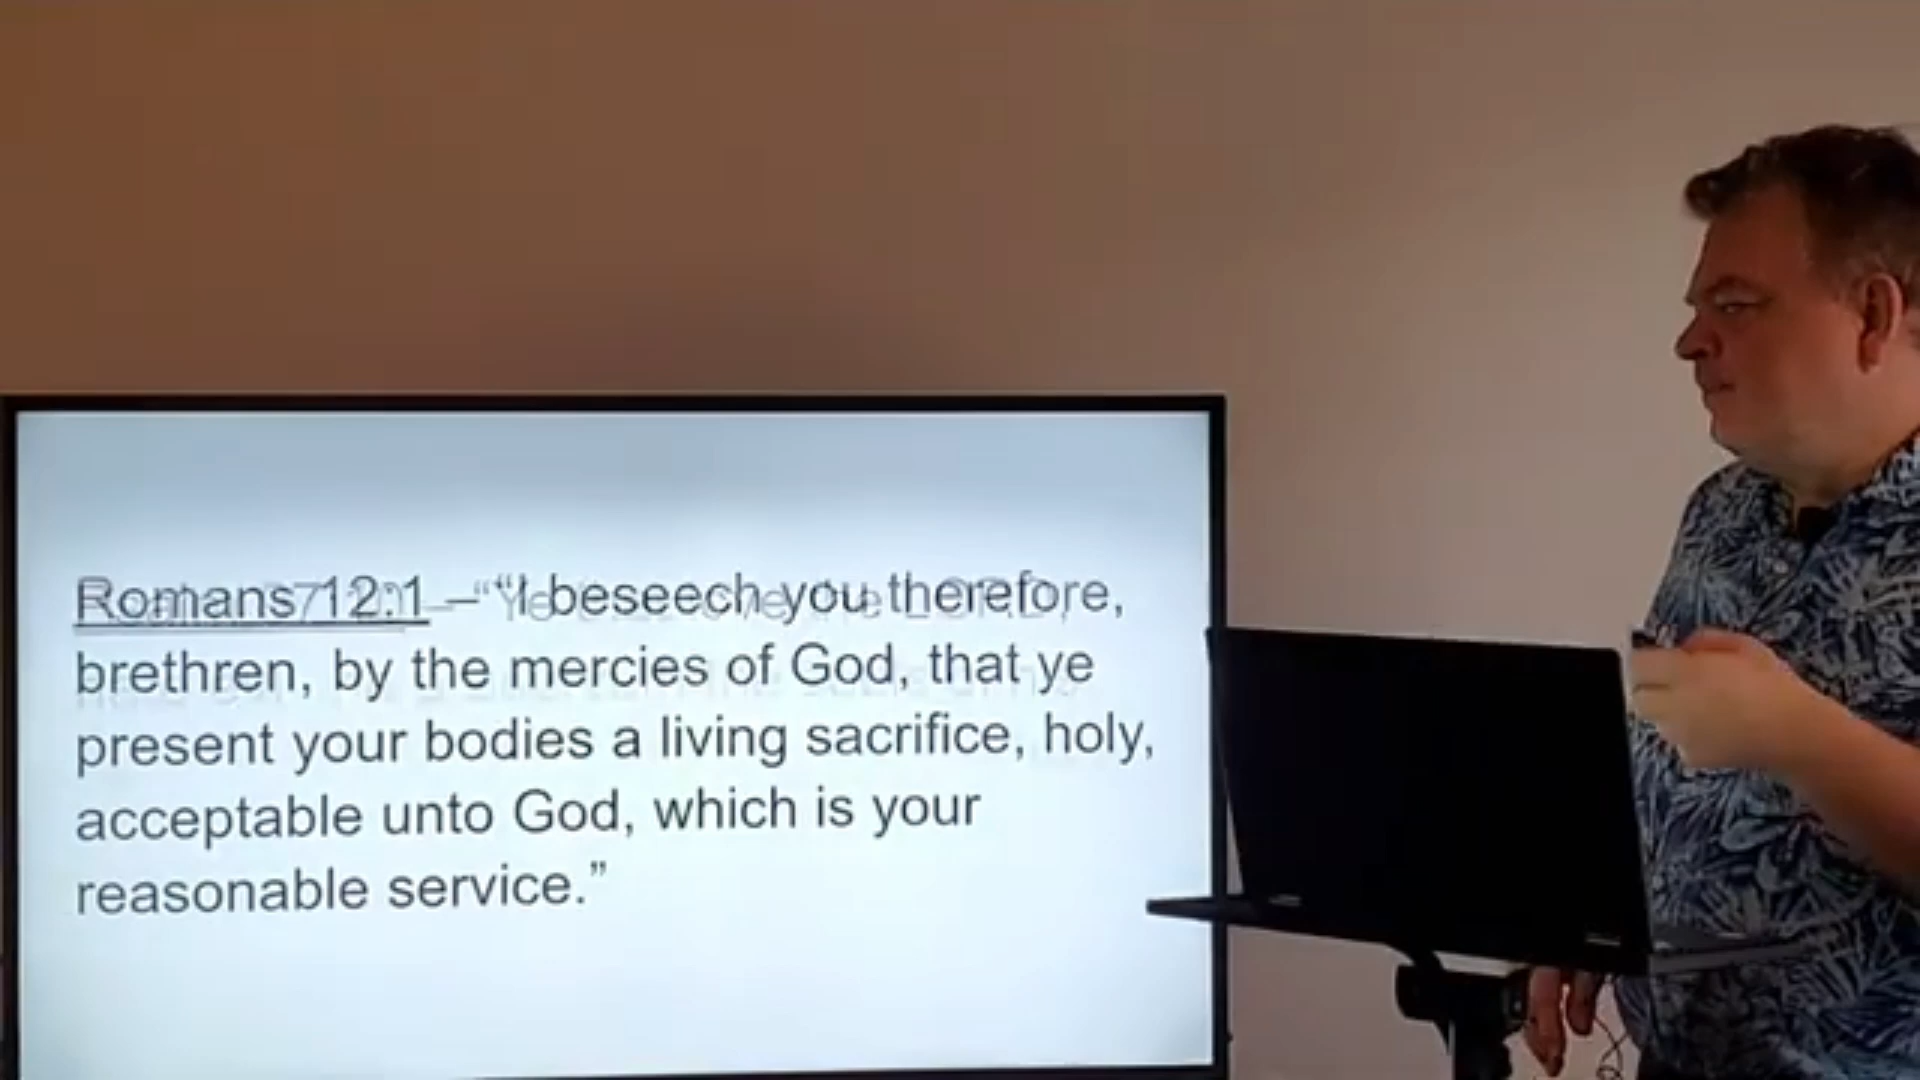 Romans 12:1 – “I beseech you therefore,
brethren, by the mercies of God, that ye
present your bodies a living sacrifice, holy,
acceptable unto God, which is your
reasonable service.”